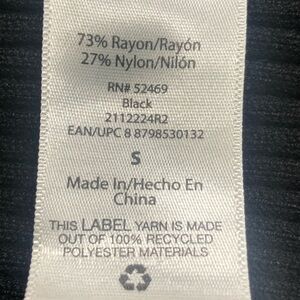 73% Rayon/Rayón
27% Nylon/Nilón
RN# 52469
Black
2112224R2
EAN/UPC 8 8798530132
S
Made In/Hecho En
China
THIS LABEL YARN IS MADE
OUT OF 100% RECYCLED
POLYESTER MATERIALS